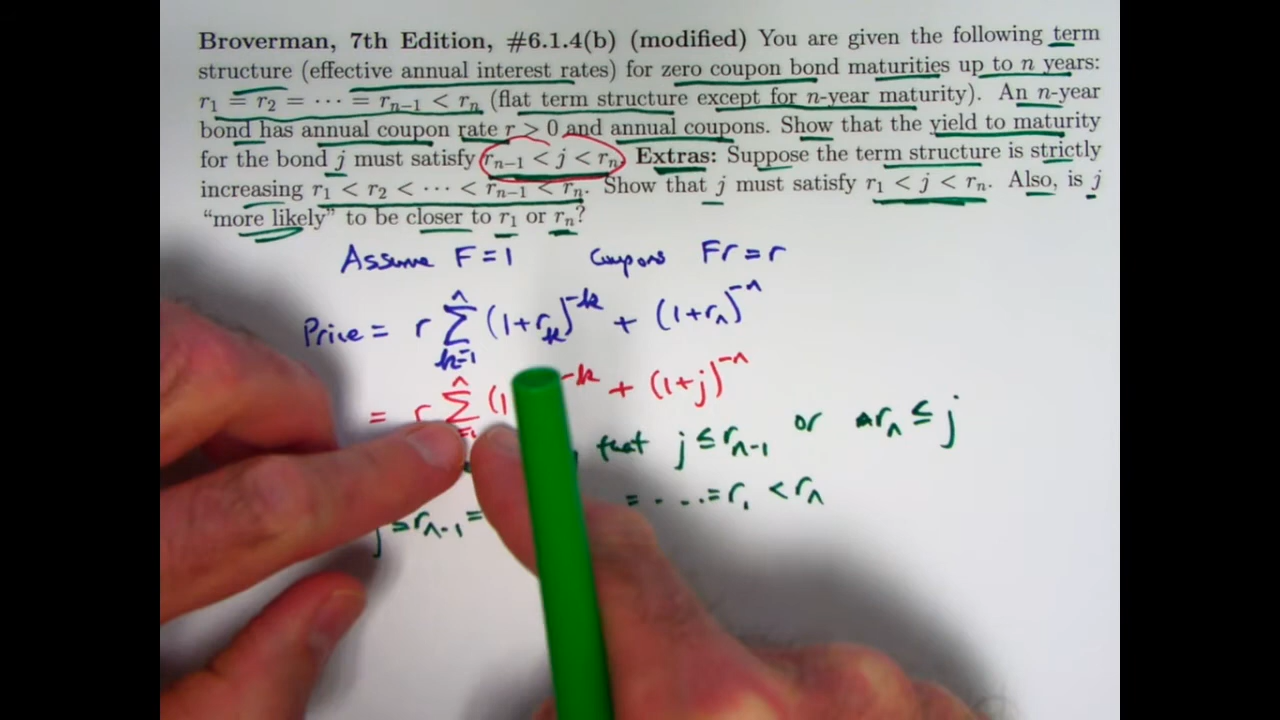 Broverman, 7th Edition, #6.1.4(b) (modified) You are given the following term
structure (effective annual interest rates) for zero coupon bond maturities up to n years:
r₁ = r₂ = ⋯ = rₙ₋₁ < rₙ (flat term structure except for n-year maturity). An n-year
bond has annual coupon rate r > 0 and annual coupons. Show that the yield to maturity
for the bond j must satisfy rₙ₋₁ < j < rₙ. Extras: Suppose the term structure is strictly
increasing r₁ < r₂ < ⋯ < rₙ₋₁ < rₙ. Show that j must satisfy r₁ < j < rₙ. Also, is j
“more likely” to be closer to r₁ or rₙ?
Assume F=1 Coupons Fr=r
Price = r Σₖ₌₁ⁿ (1+rₖ)⁻ᵏ + (1+rₙ)⁻ⁿ
= r Σ (1 ⁻ᵏ + (1+j)⁻ⁿ
that j ≤ rₙ₋₁ or rₙ ≤ j
j ≤ rₙ₋₁ = = ⋯ = r₁ < rₙ